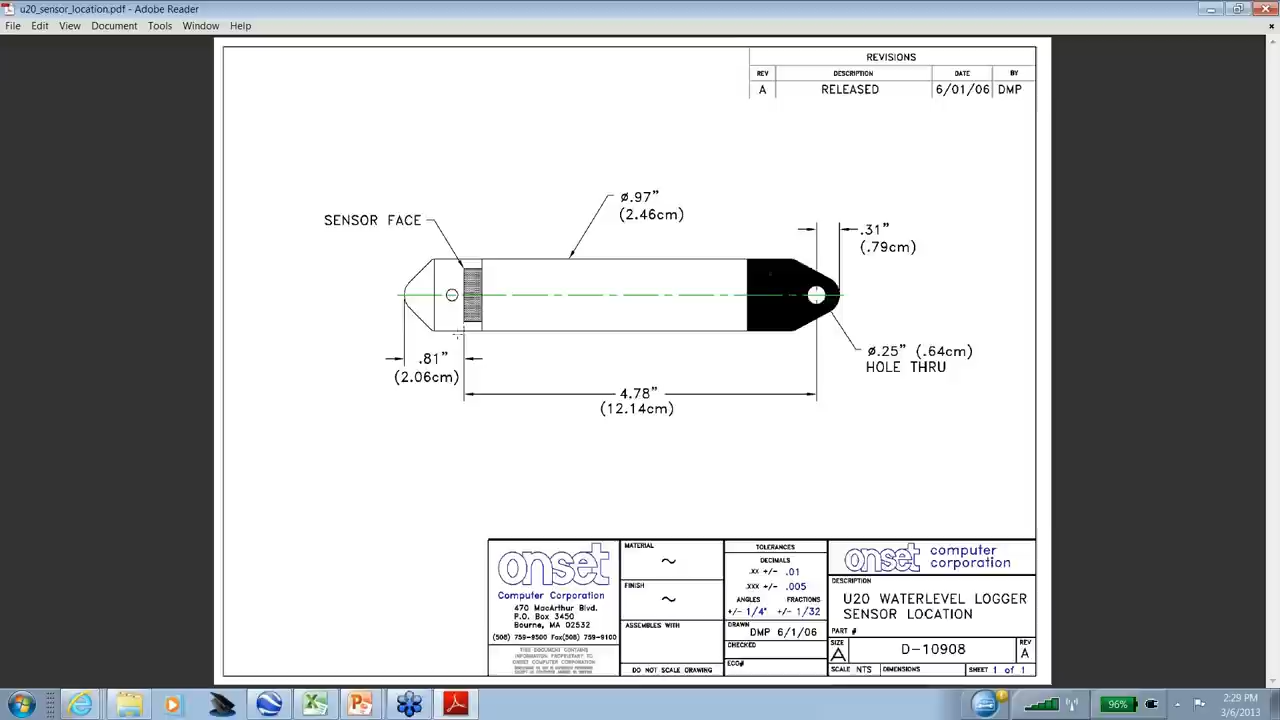 u20_sensor_location.pdf - Adobe Reader
File Edit View Document Tools Window Help
REVISIONS
REV DESCRIPTION DATE BY
A RELEASED 6/01/06 DMP
SENSOR FACE
ø.97"
(2.46cm)
.31"
(.79cm)
.81"
(2.06cm)
ø.25" (.64cm)
HOLE THRU
4.78"
(12.14cm)
onset
Computer Corporation
470 MacArthur Blvd.
P.O. Box 3450
Bourne, MA 02532
(508) 759-9500 Fax(508) 759-9100
THIS DOCUMENT CONTAINS
INFORMATION PROPRIETARY TO
ONSET COMPUTER CORPORATION
MATERIAL
~
FINISH
~
ASSEMBLES WITH
DO NOT SCALE DRAWING
TOLERANCES
DECIMALS
.XX +/- .01
.XXX +/- .005
ANGLES FRACTIONS
+/- 1/4° +/- 1/32
DRAWN
DMP 6/1/06
CHECKED
ECO#
onset computer
corporation
DESCRIPTION
U20 WATERLEVEL LOGGER
SENSOR LOCATION
PART #
SIZE
A
D-10908
REV
A
SCALE NTS DIMENSIONS SHEET 1 of 1
96%
2:29 PM
3/6/2013